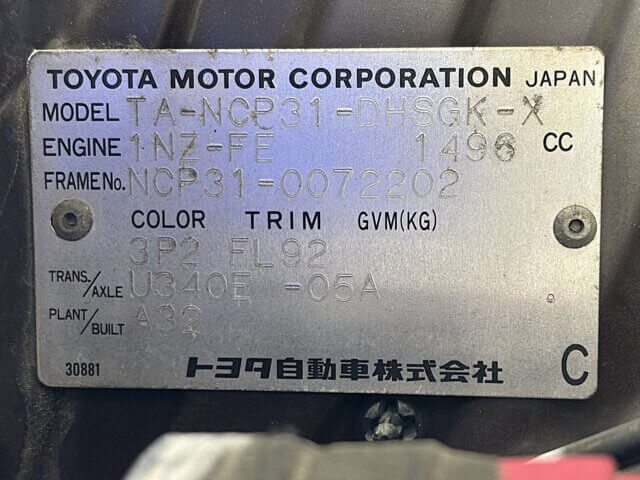 TOYOTA MOTOR CORPORATION JAPAN
MODEL TA-NCP31-DHSGK-X
ENGINE 1NZ-FE 1496 CC
FRAME No. NCP31-0072202
COLOR TRIM GVM(KG)
3P2 FL92
TRANS./AXLE U340E -05A
PLANT/BUILT A32
30881 トヨタ自動車株式会社 C